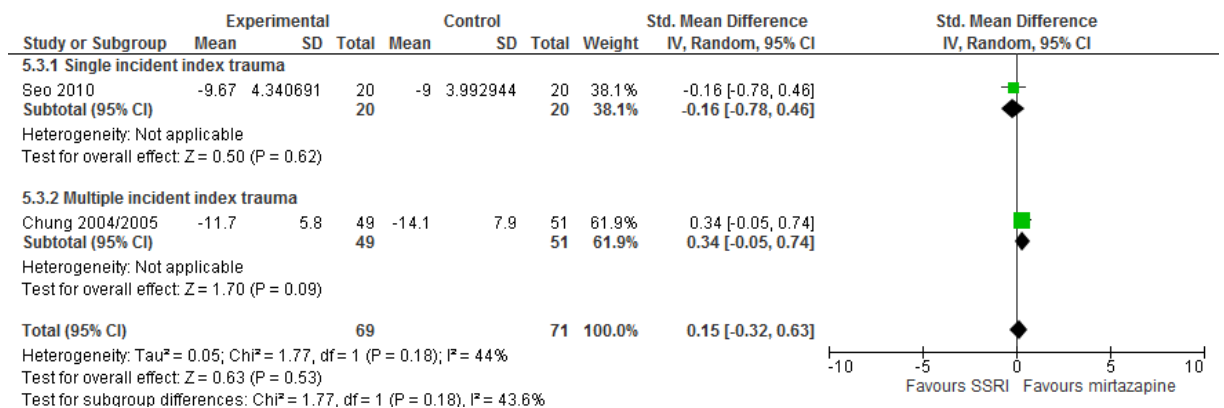 Experimental Control Std. Mean Difference Std. Mean Difference
Study or Subgroup Mean SD Total Mean SD Total Weight IV, Random, 95% CI IV, Random, 95% CI
5.3.1 Single incident index trauma
Seo 2010 -9.67 4.340691 20 -9 3.992944 20 38.1% -0.16 [-0.78, 0.46]
Subtotal (95% CI) 20 20 38.1% -0.16 [-0.78, 0.46]
Heterogeneity: Not applicable
Test for overall effect: Z = 0.50 (P = 0.62)
5.3.2 Multiple incident index trauma
Chung 2004/2005 -11.7 5.8 49 -14.1 7.9 51 61.9% 0.34 [-0.05, 0.74]
Subtotal (95% CI) 49 51 61.9% 0.34 [-0.05, 0.74]
Heterogeneity: Not applicable
Test for overall effect: Z = 1.70 (P = 0.09)
Total (95% CI) 69 71 100.0% 0.15 [-0.32, 0.63]
Heterogeneity: Tau² = 0.05; Chi² = 1.77, df = 1 (P = 0.18); I² = 44%
Test for overall effect: Z = 0.63 (P = 0.53)
Test for subgroup differences: Chi² = 1.77, df = 1 (P = 0.18), I² = 43.6%
-10 -5 0 5 10
Favours SSRI Favours mirtazapine